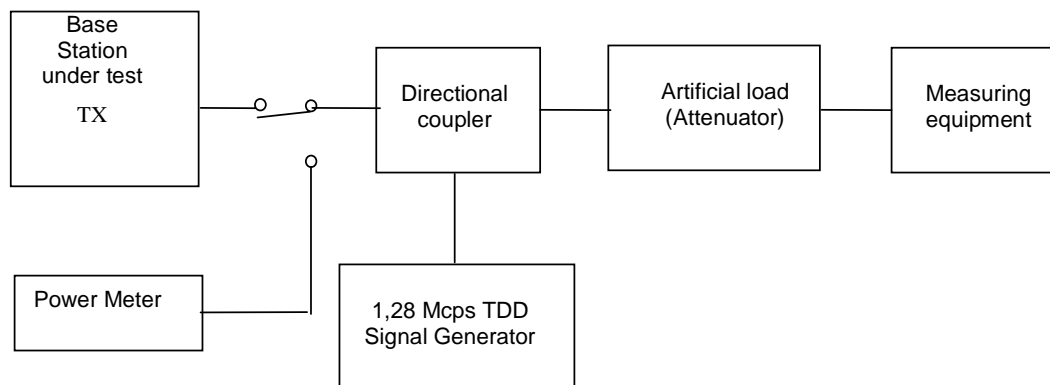 Base
Station
under test
TX
Directional
coupler
Artificial load
(Attenuator)
Measuring
equipment
Power Meter
1,28 Mcps TDD
Signal Generator